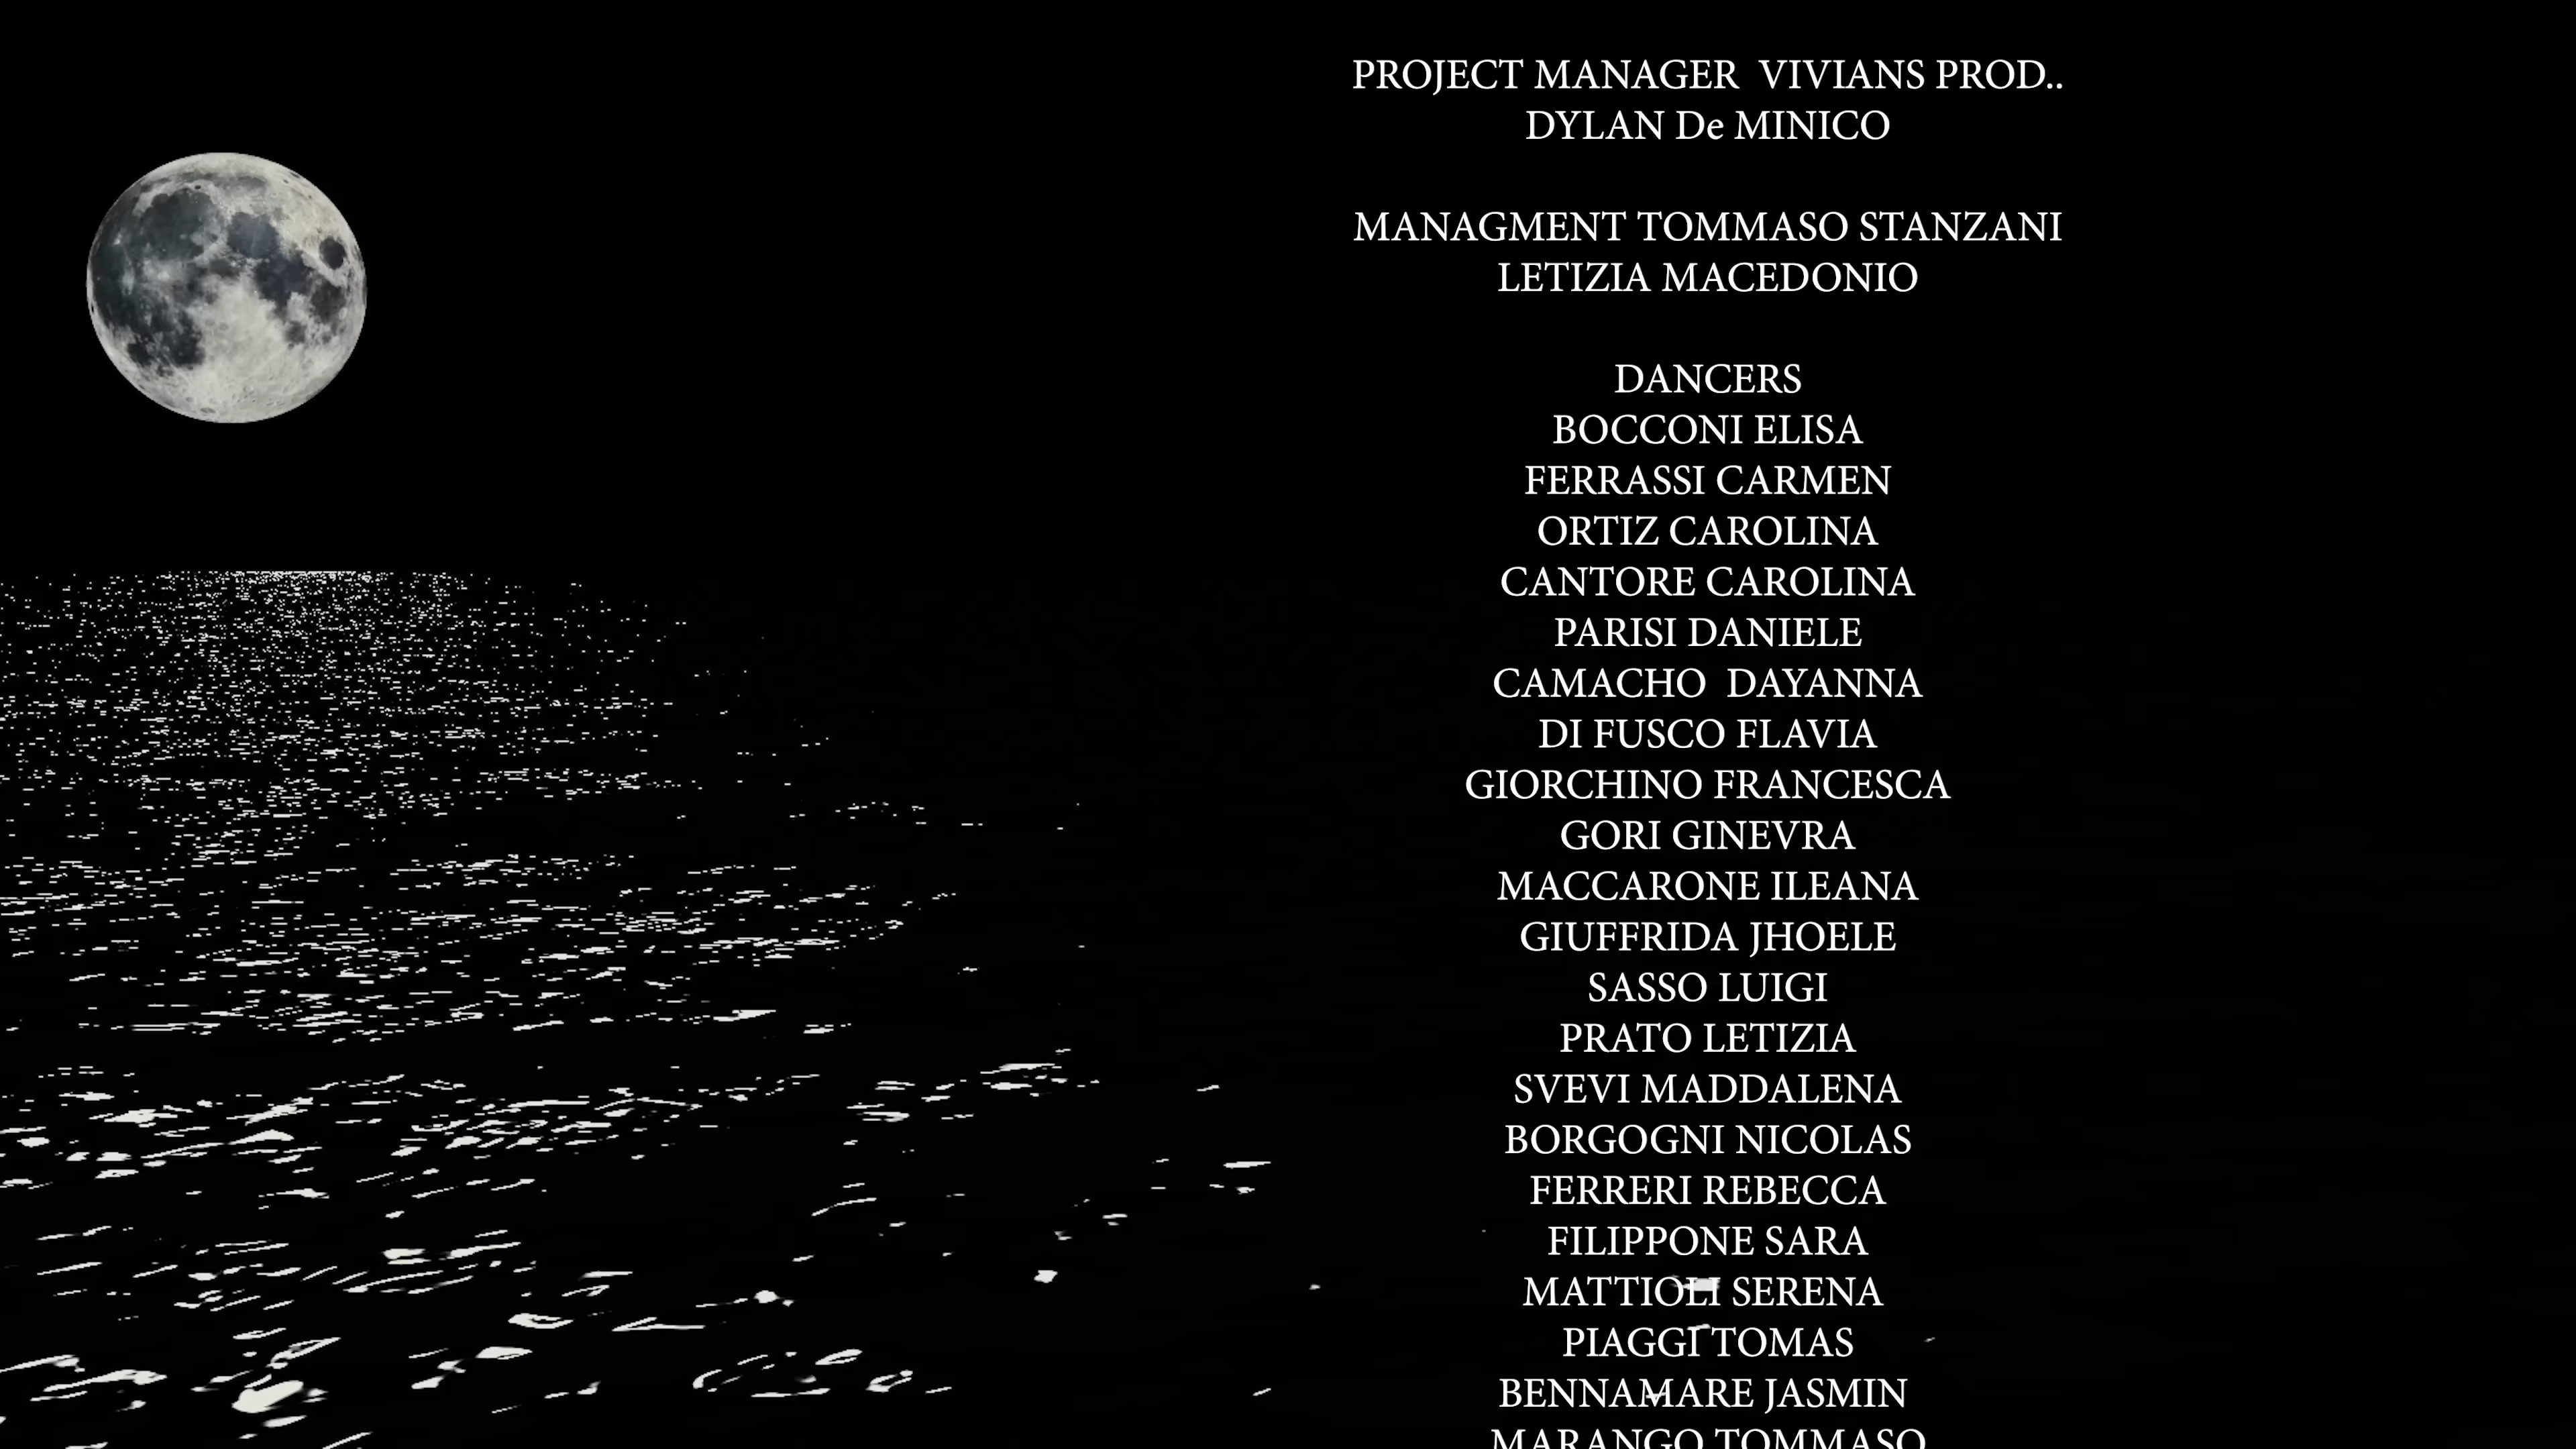 PROJECT MANAGER  VIVIANS PROD..
DYLAN De MINICO
MANAGMENT TOMMASO STANZANI
LETIZIA MACEDONIO
DANCERS
BOCCONI ELISA
FERRASSI CARMEN
ORTIZ CAROLINA
CANTORE CAROLINA
PARISI DANIELE
CAMACHO  DAYANNA
DI FUSCO FLAVIA
GIORCHINO FRANCESCA
GORI GINEVRA
MACCARONE ILEANA
GIUFFRIDA JHOELE
SASSO LUIGI
PRATO LETIZIA
SVEVI MADDALENA
BORGOGNI NICOLAS
FERRERI REBECCA
FILIPPONE SARA
MATTIOLI SERENA
PIAGGI TOMAS
BENNAMARE JASMIN
MARANGO TOMMASO